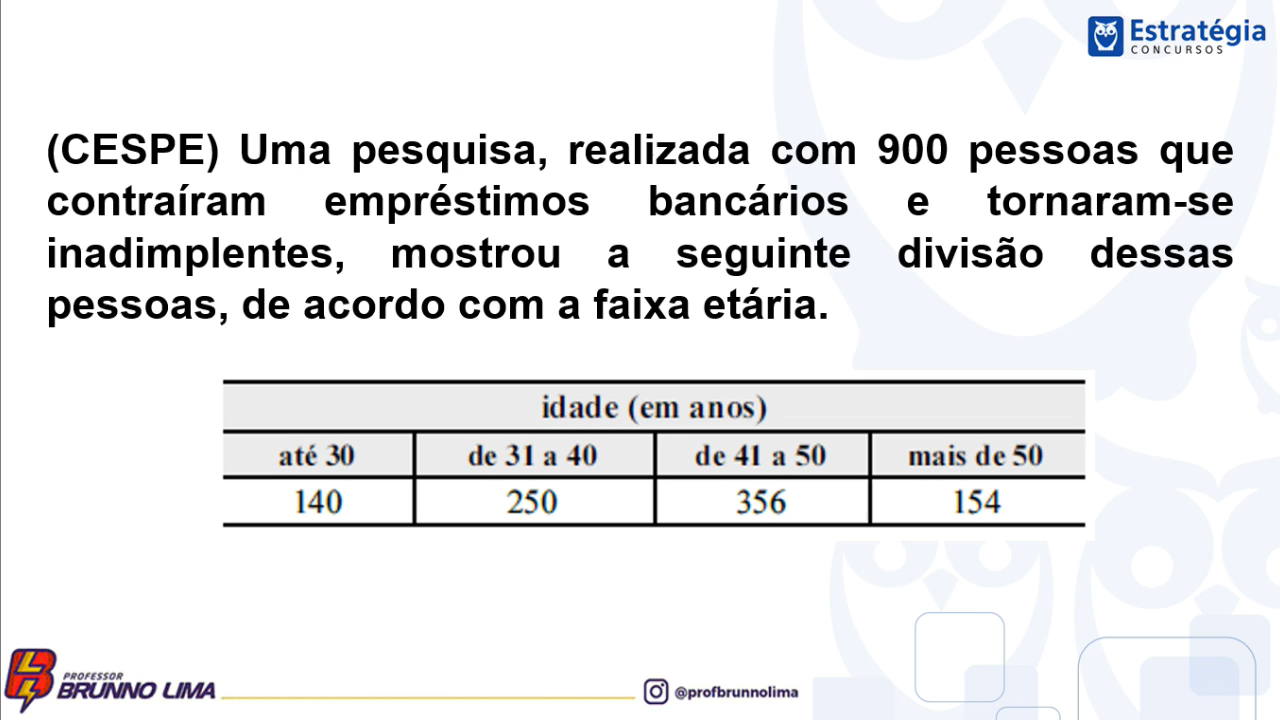 Estratégia
CONCURSOS
(CESPE) Uma pesquisa, realizada com 900 pessoas que
contraíram empréstimos bancários e tornaram-se
inadimplentes, mostrou a seguinte divisão dessas
pessoas, de acordo com a faixa etária.
idade (em anos)
até 30 de 31 a 40 de 41 a 50 mais de 50
140 250 356 154
PROFESSOR
BRUNNO LIMA
@profbrunnolima